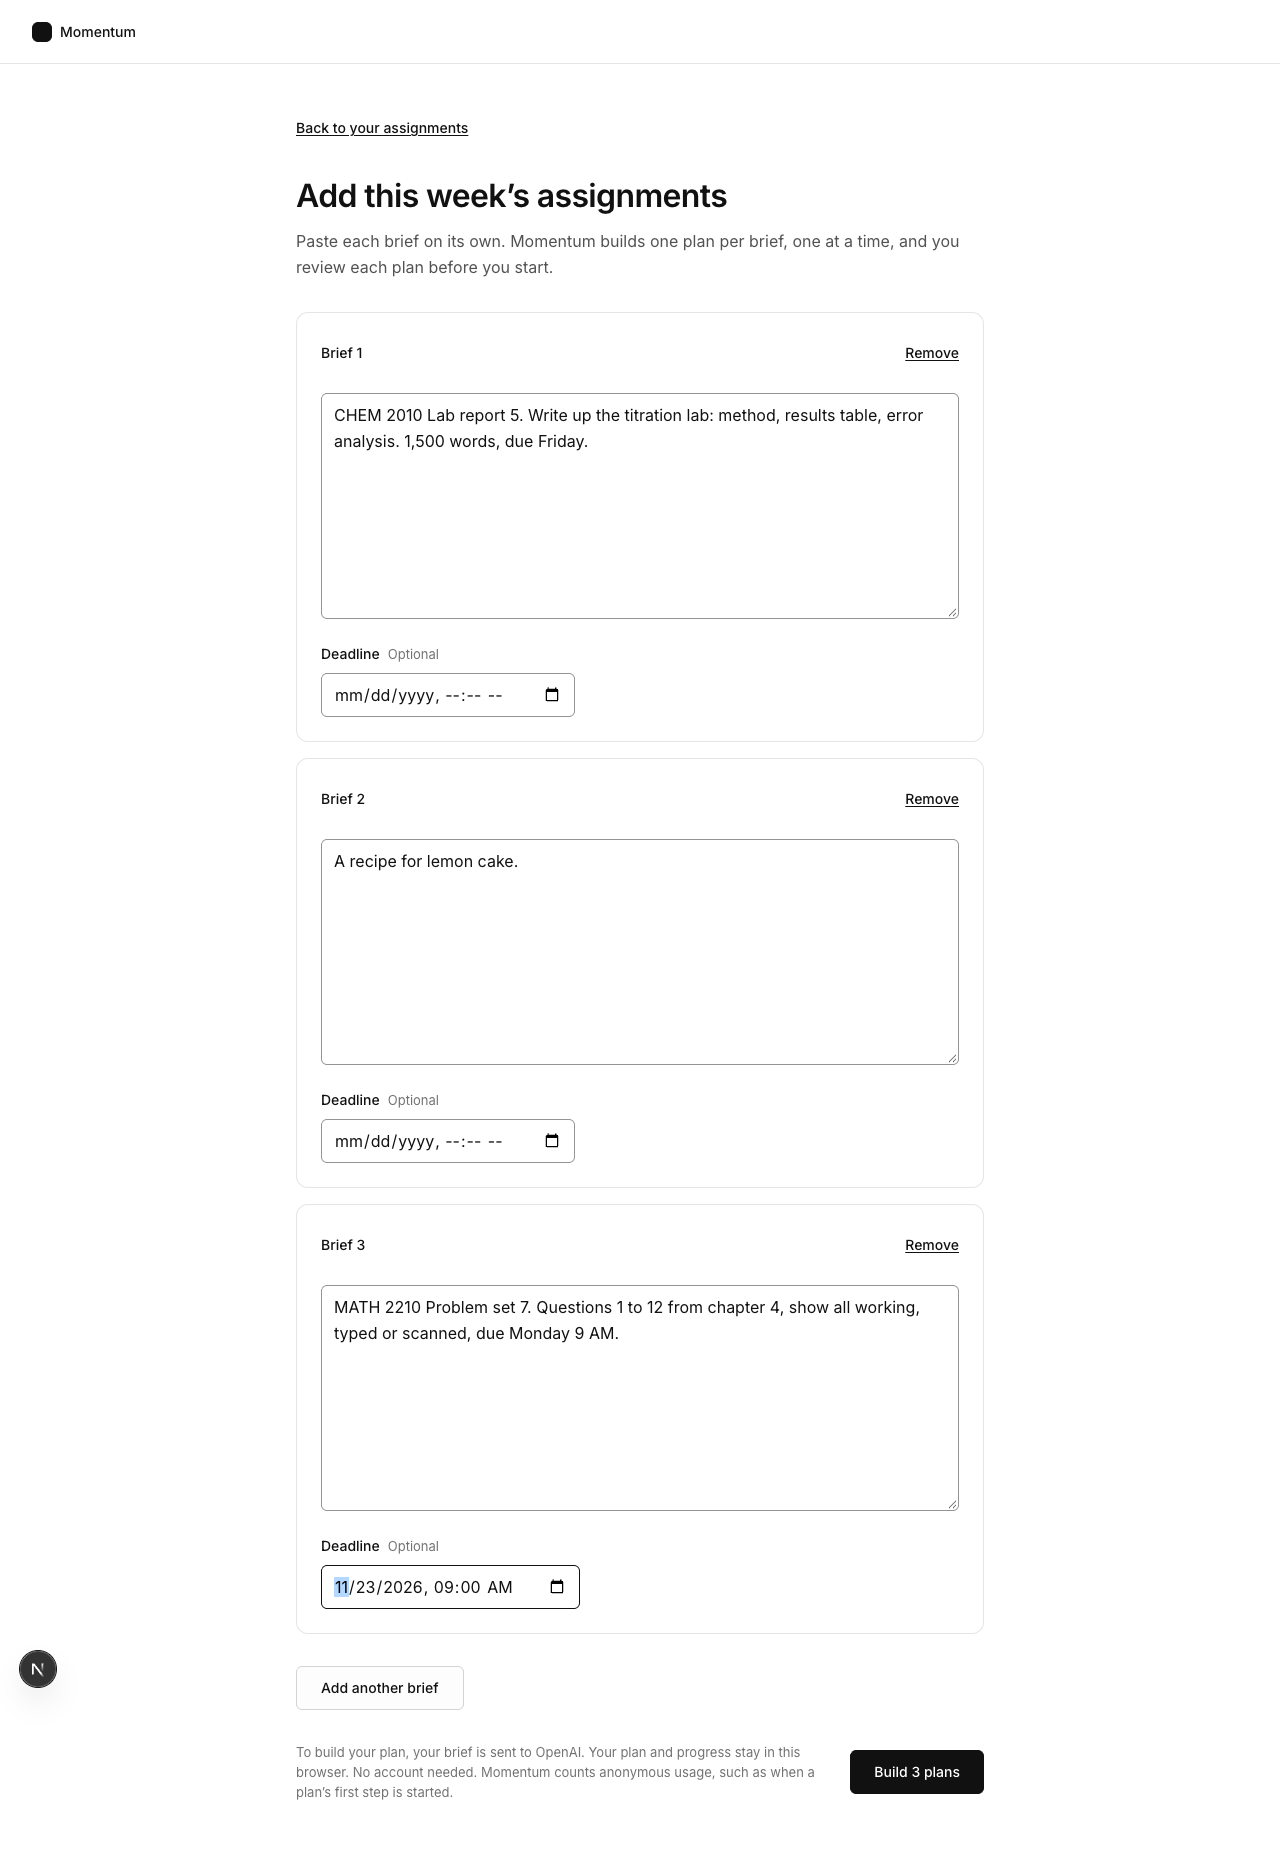 Momentum
Back to your assignments
Add this week’s assignments
Paste each brief on its own. Momentum builds one plan per brief, one at a time, and you
review each plan before you start.
Brief 1
Remove
CHEM 2010 Lab report 5. Write up the titration lab: method, results table, error
analysis. 1,500 words, due Friday.
Deadline Optional
mm/dd/yyyy, --:-- --
Brief 2
Remove
A recipe for lemon cake.
Deadline Optional
mm/dd/yyyy, --:-- --
Brief 3
Remove
MATH 2210 Problem set 7. Questions 1 to 12 from chapter 4, show all working,
typed or scanned, due Monday 9 AM.
Deadline Optional
11/23/2026, 09:00 AM
N
Add another brief
To build your plan, your brief is sent to OpenAI. Your plan and progress stay in this
browser. No account needed. Momentum counts anonymous usage, such as when a
plan’s first step is started.
Build 3 plans